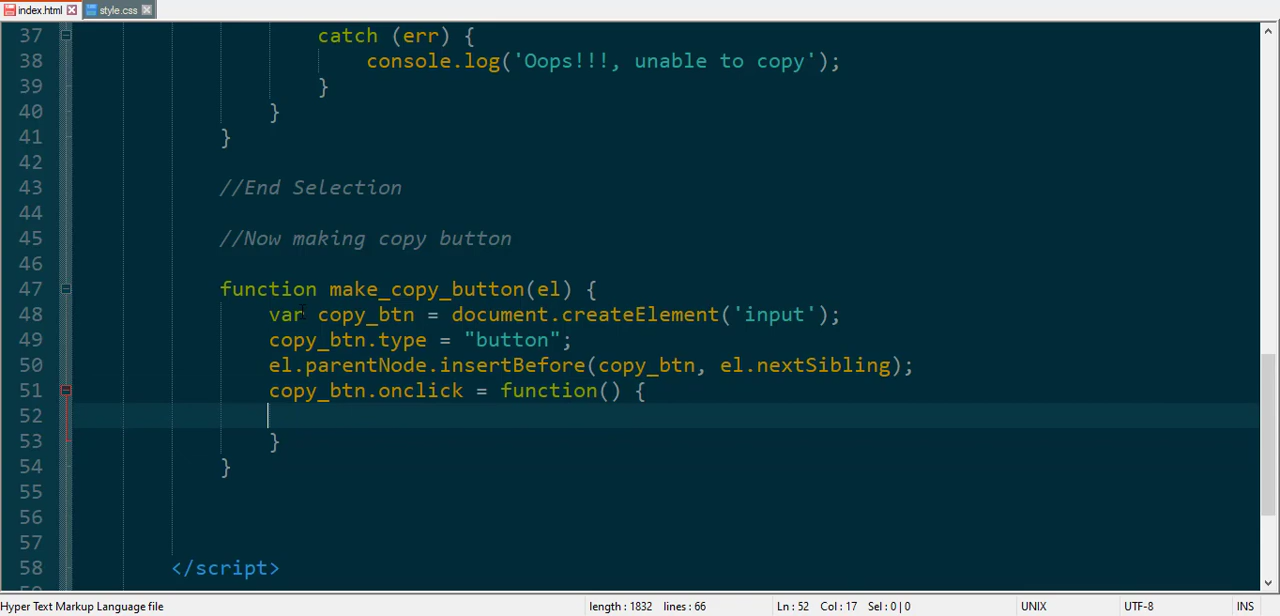 index.html style.css
37 catch (err) {
38 console.log('Oops!!!, unable to copy');
39 }
40 }
41 }
42
43 //End Selection
44
45 //Now making copy button
46
47 function make_copy_button(el) {
48 var copy_btn = document.createElement('input');
49 copy_btn.type = "button";
50 el.parentNode.insertBefore(copy_btn, el.nextSibling);
51 copy_btn.onclick = function() {
52
53 }
54 }
55
56
57
58 </script>
Hyper Text Markup Language file length : 1832 lines : 66 Ln : 52 Col : 17 Sel : 0 | 0 UNIX UTF-8 INS